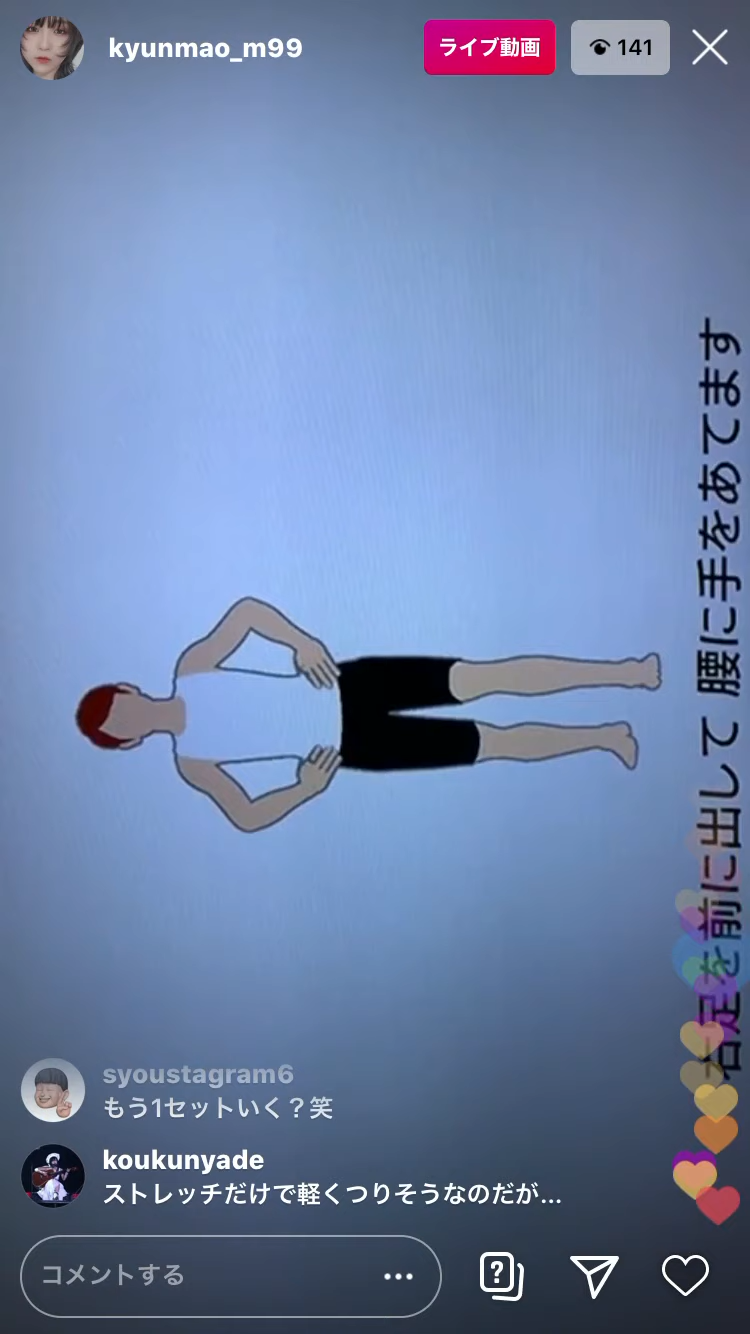 kyunmao_m99
ライブ動画
141
右足を前に出して 腰に手をあてます
syoustagram6
もう1セットいく？笑
koukunyade
ストレッチだけで軽くつりそうなのだが...
コメントする